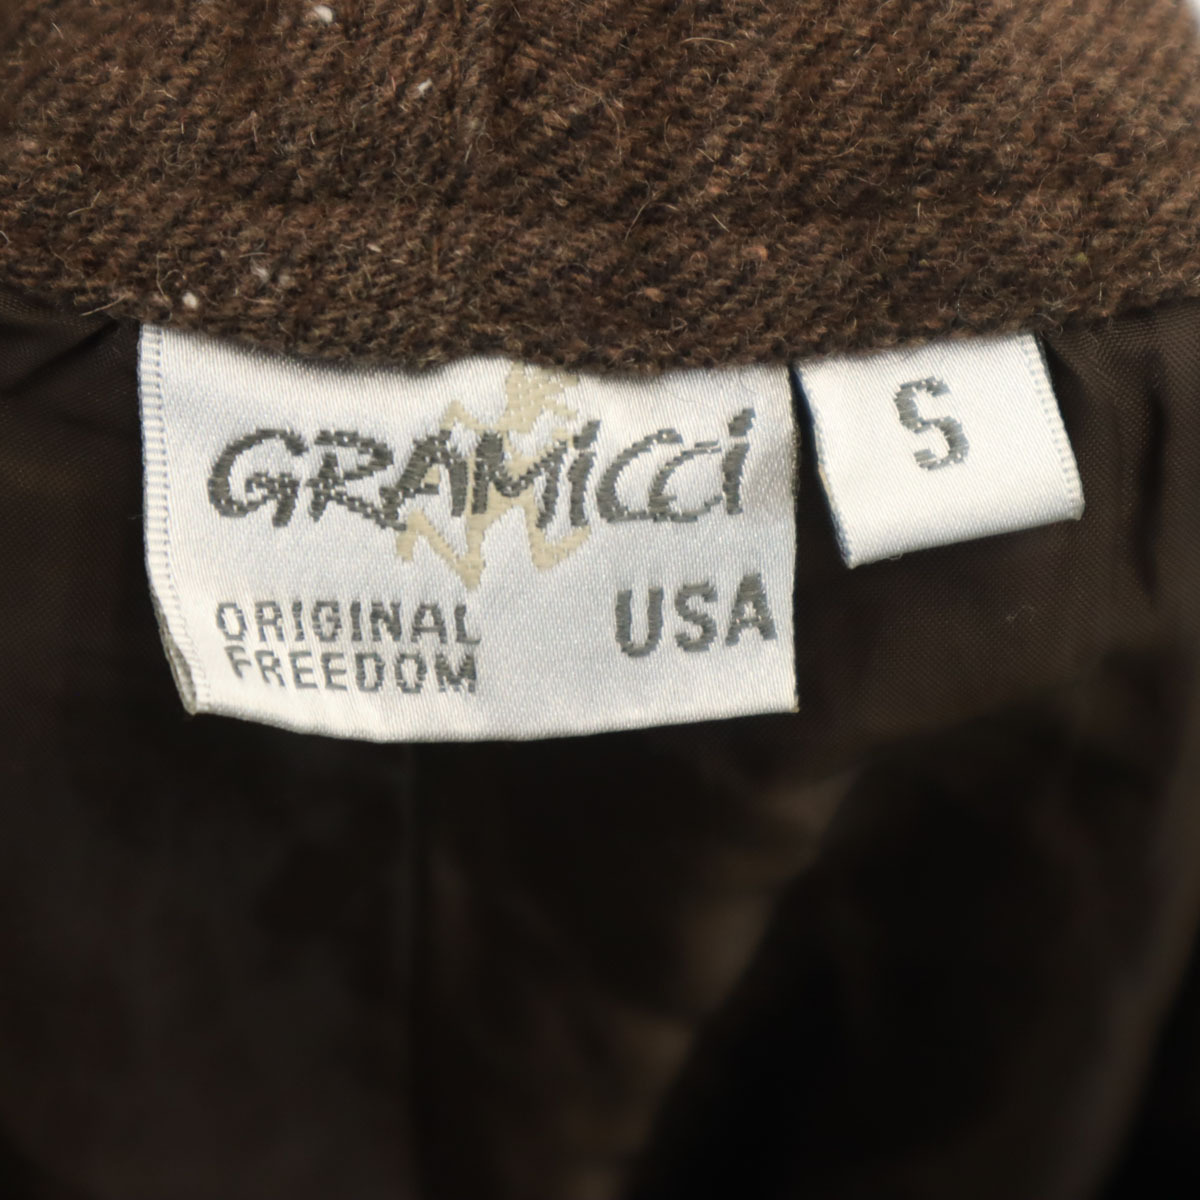 GRAMiCCi
ORIGINAL
FREEDOM
USA
S